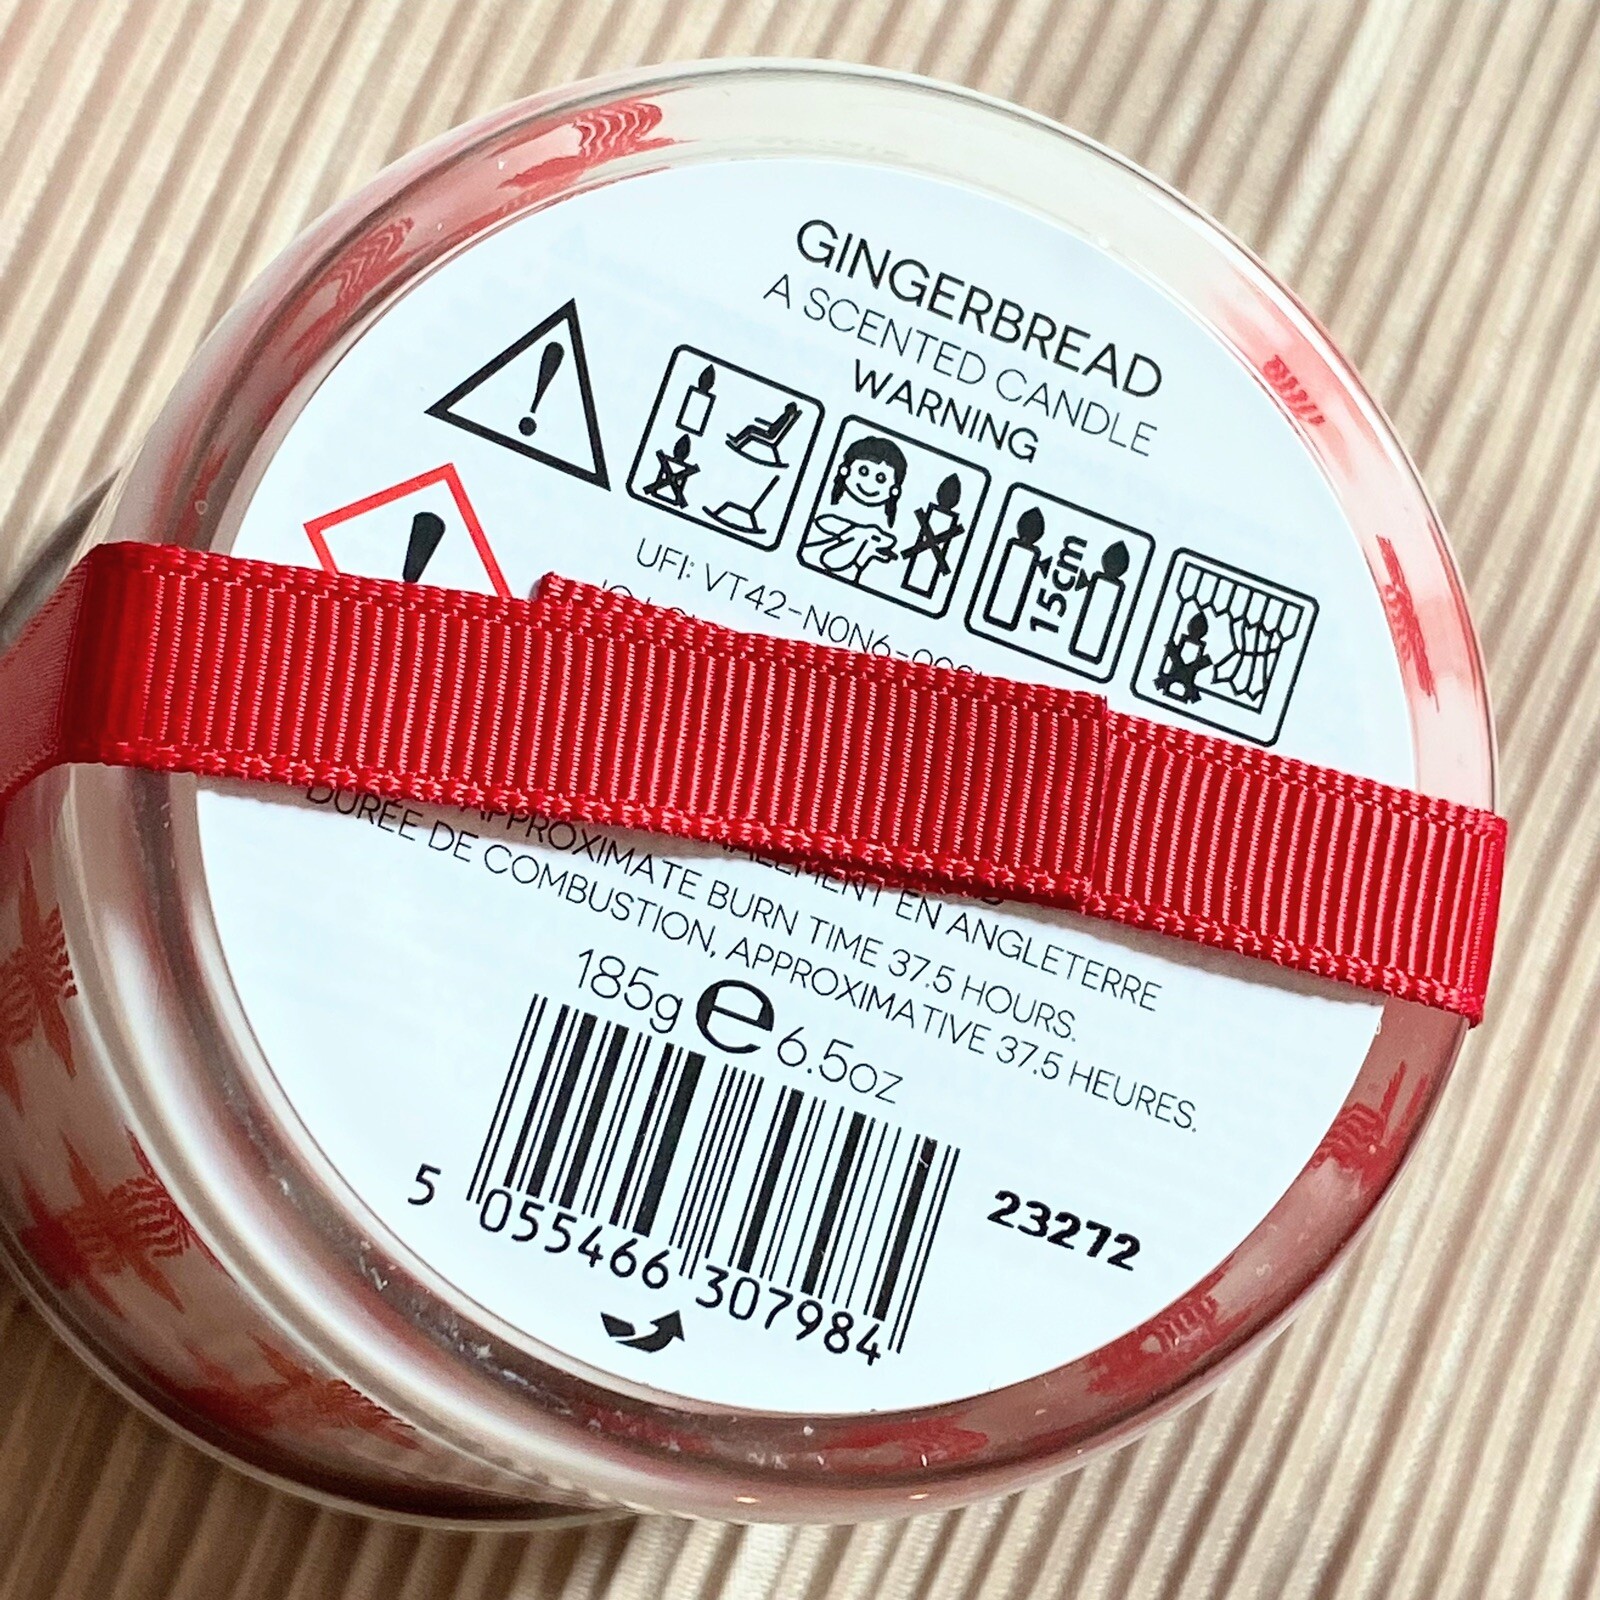 GINGERBREAD
A SCENTED CANDLE
WARNING
15cm
UFI: VT42-N0N6-
EN ANGLETERRE
APPROXIMATE BURN TIME 37.5 HOURS.
DURÉE DE COMBUSTION, APPROXIMATIVE 37.5 HEURES.
185g e 6.5oz
5 055466 307984
23272